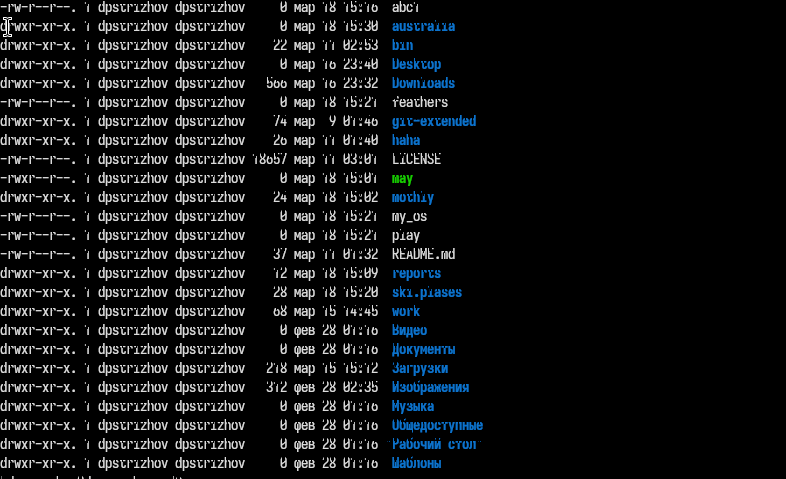 -rw-r--r--. 1 dpstrizhov dpstrizhov 0 мар 18 15:16 abc1
drwxr-xr-x. 1 dpstrizhov dpstrizhov 0 мар 18 15:30 australia
drwxr-xr-x. 1 dpstrizhov dpstrizhov 22 мар 11 02:53 bin
drwxr-xr-x. 1 dpstrizhov dpstrizhov 0 мар 16 23:40 Desktop
drwxr-xr-x. 1 dpstrizhov dpstrizhov 566 мар 16 23:32 Downloads
-rw-r--r--. 1 dpstrizhov dpstrizhov 0 мар 18 15:21 feathers
drwxr-xr-x. 1 dpstrizhov dpstrizhov 74 мар 9 01:46 git-extended
drwxr-xr-x. 1 dpstrizhov dpstrizhov 26 мар 11 01:40 haha
-rw-r--r--. 1 dpstrizhov dpstrizhov 18657 мар 11 03:01 LICENSE
-rwxr--r--. 1 dpstrizhov dpstrizhov 0 мар 18 15:01 may
drwxr-xr-x. 1 dpstrizhov dpstrizhov 24 мар 18 15:02 mothly
-rw-r--r--. 1 dpstrizhov dpstrizhov 0 мар 18 15:21 my_os
-rw-r--r--. 1 dpstrizhov dpstrizhov 0 мар 18 15:21 play
-rw-r--r--. 1 dpstrizhov dpstrizhov 37 мар 11 01:32 README.md
drwxr-xr-x. 1 dpstrizhov dpstrizhov 12 мар 18 15:09 reports
drwxr-xr-x. 1 dpstrizhov dpstrizhov 28 мар 18 15:20 ski.plases
drwxr-xr-x. 1 dpstrizhov dpstrizhov 68 мар 15 14:45 work
drwxr-xr-x. 1 dpstrizhov dpstrizhov 0 фев 28 01:16 Видео
drwxr-xr-x. 1 dpstrizhov dpstrizhov 0 фев 28 01:16 Документы
drwxr-xr-x. 1 dpstrizhov dpstrizhov 218 мар 15 15:12 Загрузки
drwxr-xr-x. 1 dpstrizhov dpstrizhov 312 фев 28 02:35 Изображения
drwxr-xr-x. 1 dpstrizhov dpstrizhov 0 фев 28 01:16 Музыка
drwxr-xr-x. 1 dpstrizhov dpstrizhov 0 фев 28 01:16 Общедоступные
drwxr-xr-x. 1 dpstrizhov dpstrizhov 0 фев 28 01:16 'Рабочий стол'
drwxr-xr-x. 1 dpstrizhov dpstrizhov 0 фев 28 01:16 Шаблоны